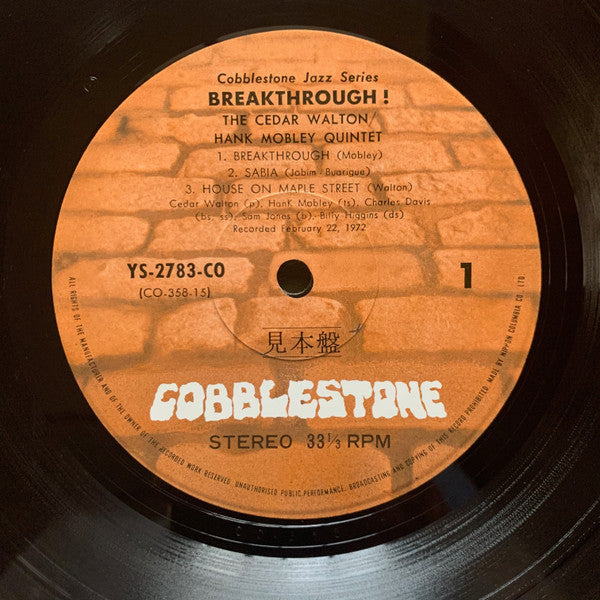 Cobblestone Jazz Series
BREAKTHROUGH!
THE CEDAR WALTON/
HANK MOBLEY QUINTET
1. BREAKTHROUGH (Mobley)
2. SABIA (Jobim-Buarigue)
3. HOUSE ON MAPLE STREET (Walton)
Cedar Walton (p), Hank Mobley (ts), Charles Davis
(bs, ss), Sam Jones (b), Billy Higgins (ds)
Recorded February 22, 1972
YS-2783-CO
(CO-358-15)
1
見本盤
COBBLESTONE
STEREO 33 1/3 RPM
ALL RIGHTS OF THE MANUFACTURER AND OF THE OWNER OF THE RECORDED WORK RESERVED. UNAUTHORISED PUBLIC PERFORMANCE, BROADCASTING AND COPYING OF THIS RECORD PROHIBITED. MADE BY NIPPON COLUMBIA CO., LTD.